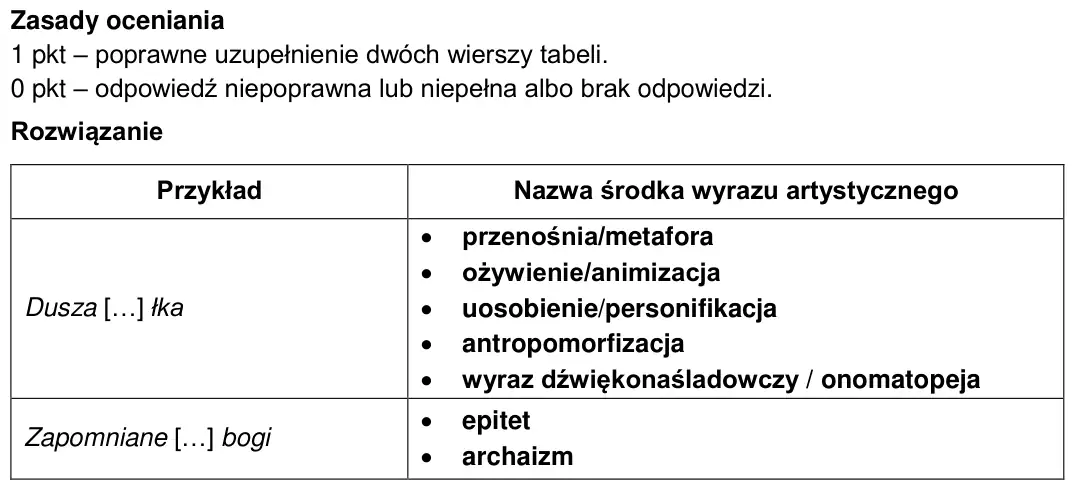 Zasady oceniania
1 pkt – poprawne uzupełnienie dwóch wierszy tabeli.
0 pkt – odpowiedź niepoprawna lub niepełna albo brak odpowiedzi.
Rozwiązanie
Przykład
Nazwa środka wyrazu artystycznego
Dusza […] łka
• przenośnia/metafora
• ożywienie/animizacja
• uosobienie/personifikacja
• antropomorfizacja
• wyraz dźwiękonaśladowczy / onomatopeja
Zapomniane […] bogi
• epitet
• archaizm